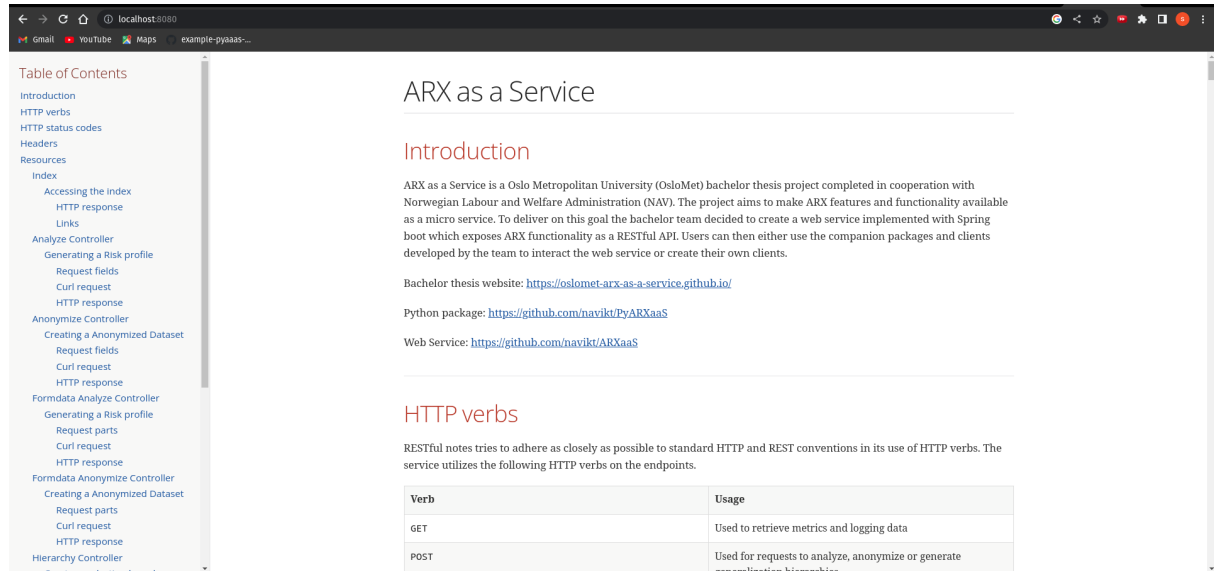 localhost:8080
Gmail YouTube Maps example-pyaaas-...
Table of Contents
Introduction
HTTP verbs
HTTP status codes
Headers
Resources
Index
Accessing the index
HTTP response
Links
Analyze Controller
Generating a Risk profile
Request fields
Curl request
HTTP response
Anonymize Controller
Creating a Anonymized Dataset
Request fields
Curl request
HTTP response
Formdata Analyze Controller
Generating a Risk profile
Request parts
Curl request
HTTP response
Formdata Anonymize Controller
Creating a Anonymized Dataset
Request parts
Curl request
HTTP response
Hierarchy Controller
ARX as a Service
Introduction
ARX as a Service is a Oslo Metropolitan University (OsloMet) bachelor thesis project completed in cooperation with
Norwegian Labour and Welfare Administration (NAV). The project aims to make ARX features and functionality available
as a micro service. To deliver on this goal the bachelor team decided to create a web service implemented with Spring
boot which exposes ARX functionality as a RESTful API. Users can then either use the companion packages and clients
developed by the team to interact the web service or create their own clients.
Bachelor thesis website: https://oslomet-arx-as-a-service.github.io/
Python package: https://github.com/navikt/PyARXaaS
Web Service: https://github.com/navikt/ARXaaS
HTTP verbs
RESTful notes tries to adhere as closely as possible to standard HTTP and REST conventions in its use of HTTP verbs. The
service utilizes the following HTTP verbs on the endpoints.
Verb Usage
GET Used to retrieve metrics and logging data
POST Used for requests to analyze, anonymize or generate
generalization hierarchies